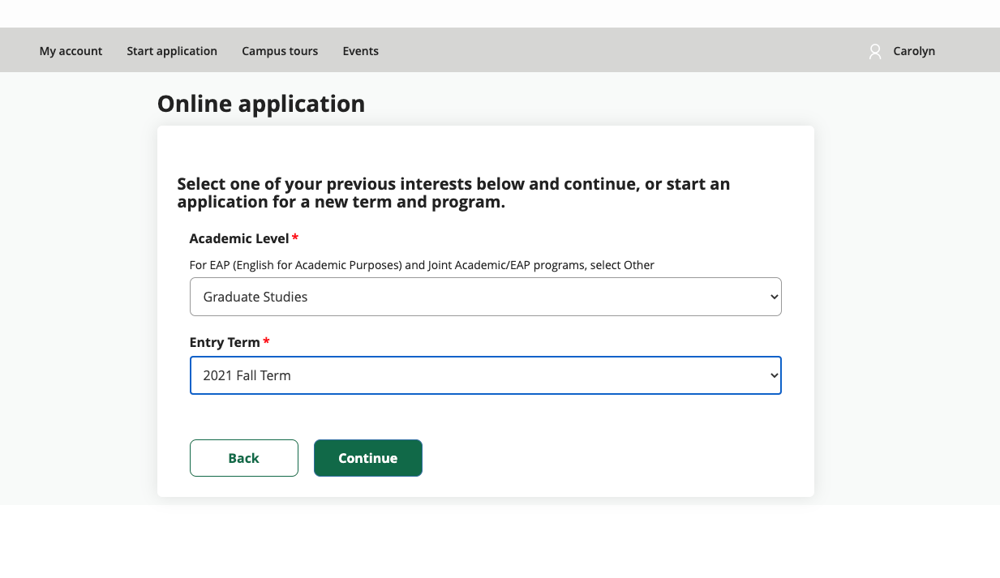 My account Start application Campus tours Events Carolyn
Online application
Select one of your previous interests below and continue, or start an
application for a new term and program.
Academic Level *
For EAP (English for Academic Purposes) and Joint Academic/EAP programs, select Other
Graduate Studies
Entry Term *
2021 Fall Term
Back Continue